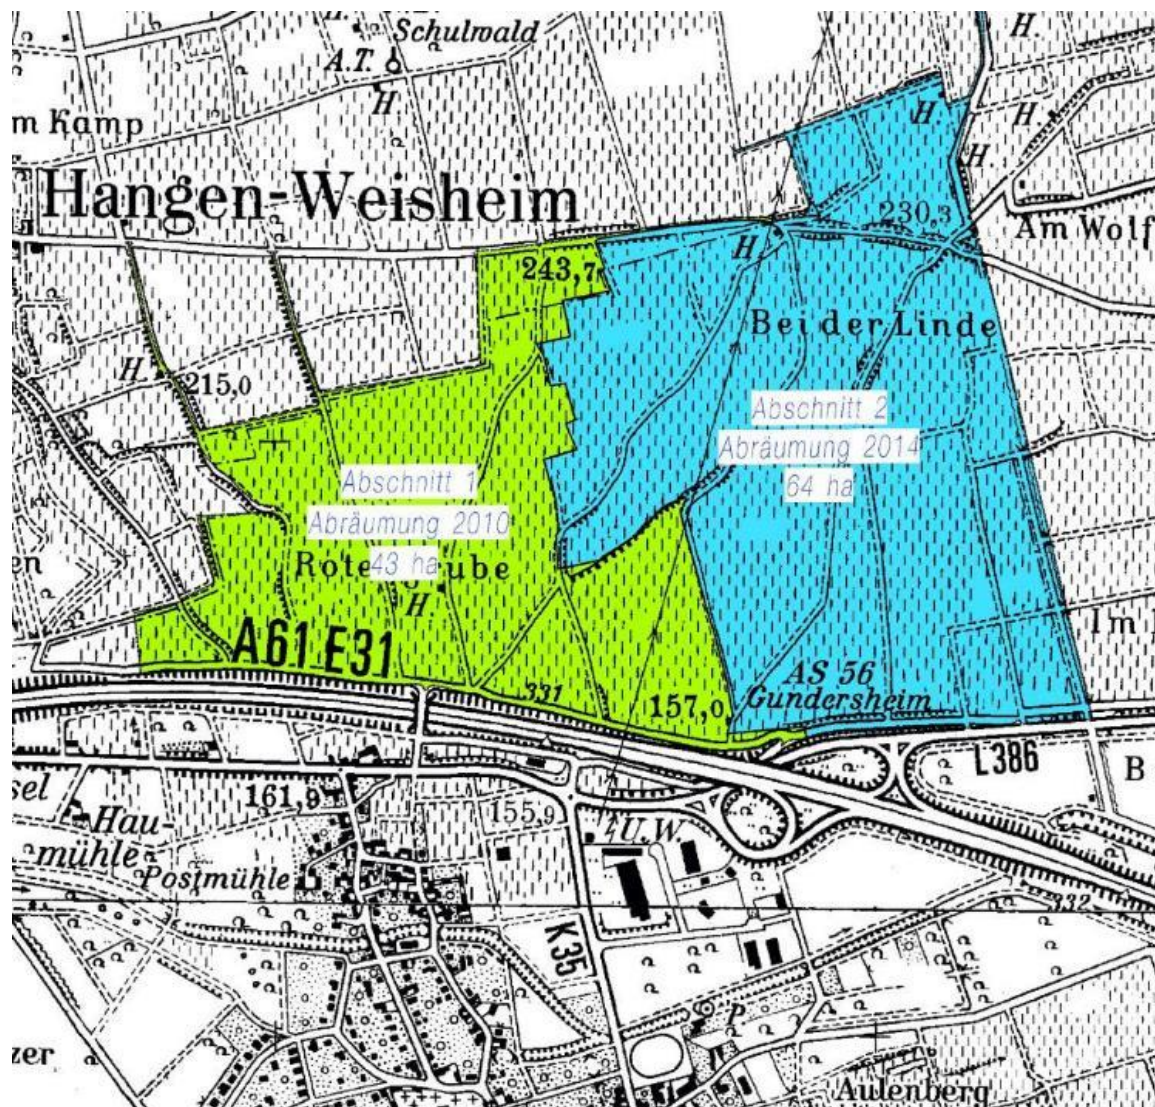 Schulwald
A.T.
H
H.
H
H.
m Kamp
H
Hangen-Weisheim
230,3
Am Wolf
H.
243,7
Bei der Linde
H
215,0
Abschnitt 2
Abräumung 2014
64 ha
Abschnitt 1
Abräumung 2010
43 ha
en
Rote ube
H
Im
A61 E31
AS 56
Gundersheim
331
157,0
L386
B
sel
161,9
155,9
Hau-
mühle
U.W.
Postmühle
332
K35
P
zer
Aulenberg